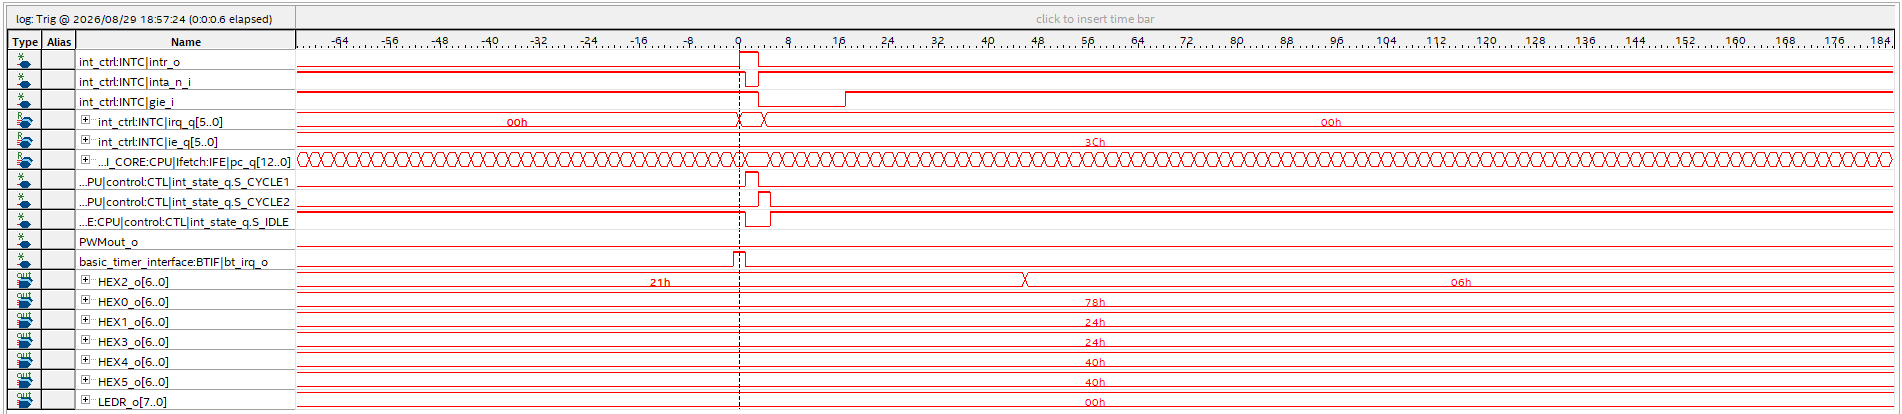 log: Trig @ 2026/08/29 18:57:24 (0:0:0.6 elapsed) click to insert time bar
Type Alias Name -64 -56 -48 -40 -32 -24 -16 -8 0 8 16 24 32 40 48 56 64 72 80 88 96 104 112 120 128 136 144 152 160 168 176 184
int_ctrl:INTC|intr_o
int_ctrl:INTC|inta_n_i
int_ctrl:INTC|gie_i
int_ctrl:INTC|irq_q[5..0] 00h 00h
int_ctrl:INTC|ie_q[5..0] 3Ch
...I_CORE:CPU|Ifetch:IFE|pc_q[12..0]
...PU|control:CTL|int_state_q.S_CYCLE1
...PU|control:CTL|int_state_q.S_CYCLE2
...E:CPU|control:CTL|int_state_q.S_IDLE
PWMout_o
basic_timer_interface:BTIF|bt_irq_o
HEX2_o[6..0] 21h 06h
HEX0_o[6..0] 78h
HEX1_o[6..0] 24h
HEX3_o[6..0] 24h
HEX4_o[6..0] 40h
HEX5_o[6..0] 40h
LEDR_o[7..0] 00h